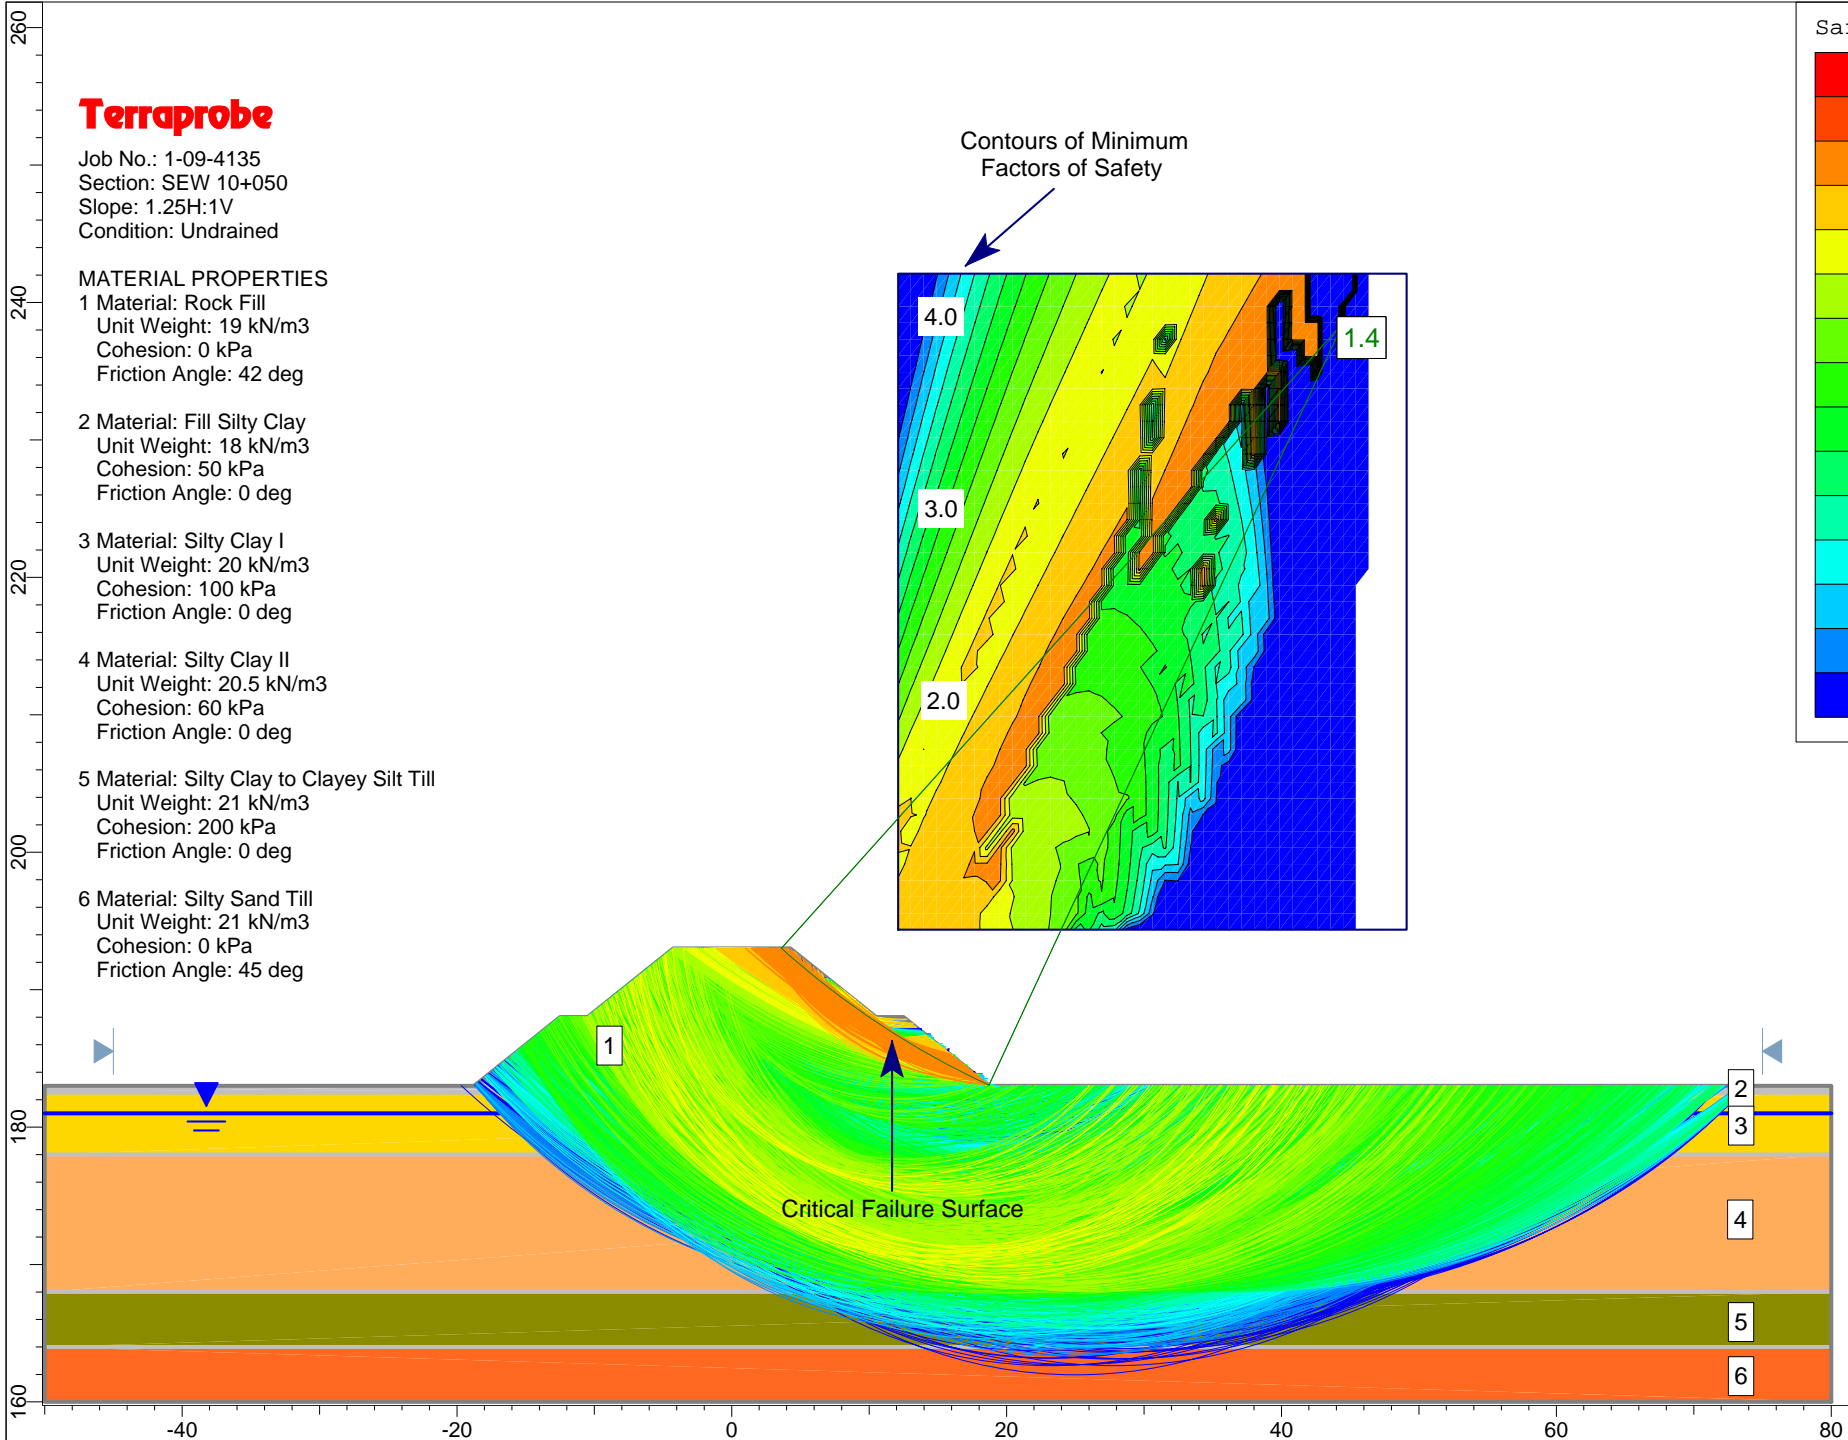 Terraprobe
Job No.: 1-09-4135
Section: SEW 10+050
Slope: 1.25H:1V
Condition: Undrained
MATERIAL PROPERTIES
1 Material: Rock Fill
Unit Weight: 19 kN/m3
Cohesion: 0 kPa
Friction Angle: 42 deg
2 Material: Fill Silty Clay
Unit Weight: 18 kN/m3
Cohesion: 50 kPa
Friction Angle: 0 deg
3 Material: Silty Clay I
Unit Weight: 20 kN/m3
Cohesion: 100 kPa
Friction Angle: 0 deg
4 Material: Silty Clay II
Unit Weight: 20.5 kN/m3
Cohesion: 60 kPa
Friction Angle: 0 deg
5 Material: Silty Clay to Clayey Silt Till
Unit Weight: 21 kN/m3
Cohesion: 200 kPa
Friction Angle: 0 deg
6 Material: Silty Sand Till
Unit Weight: 21 kN/m3
Cohesion: 0 kPa
Friction Angle: 45 deg
Contours of Minimum
Factors of Safety
4.0
3.0
2.0
1.4
Critical Failure Surface
1
2
3
4
5
6
260
240
220
200
180
160
-40
-20
0
20
40
60
80